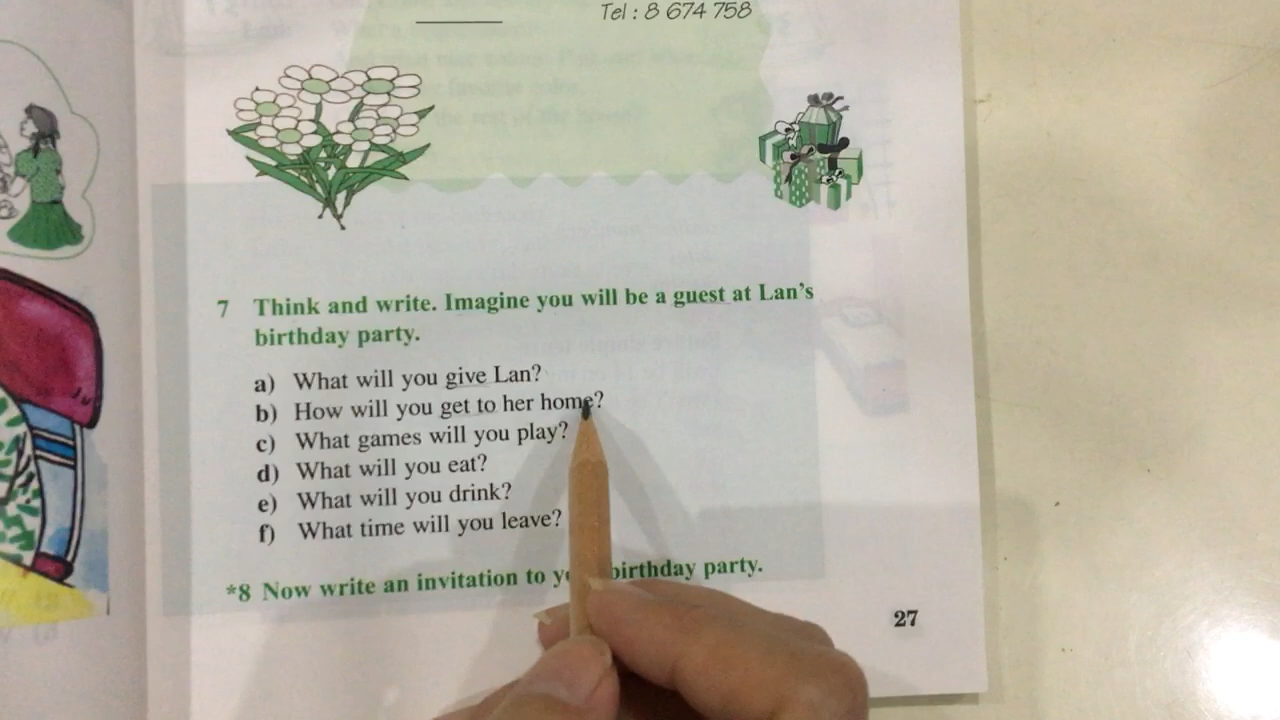 Tel : 8 674 758
7 Think and write. Imagine you will be a guest at Lan's
birthday party.
a) What will you give Lan?
b) How will you get to her home?
c) What games will you play?
d) What will you eat?
e) What will you drink?
f) What time will you leave?
*8 Now write an invitation to birthday party.
27